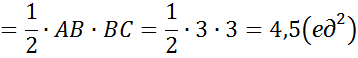 = 1/2 · AB · BC = 1/2 · 3 · 3 = 4,5(ед²)